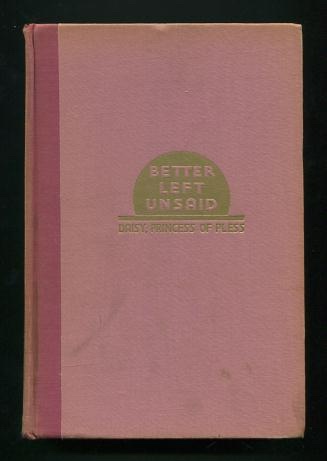 BETTER
LEFT
UNSAID
DAISY, PRINCESS OF PLESS